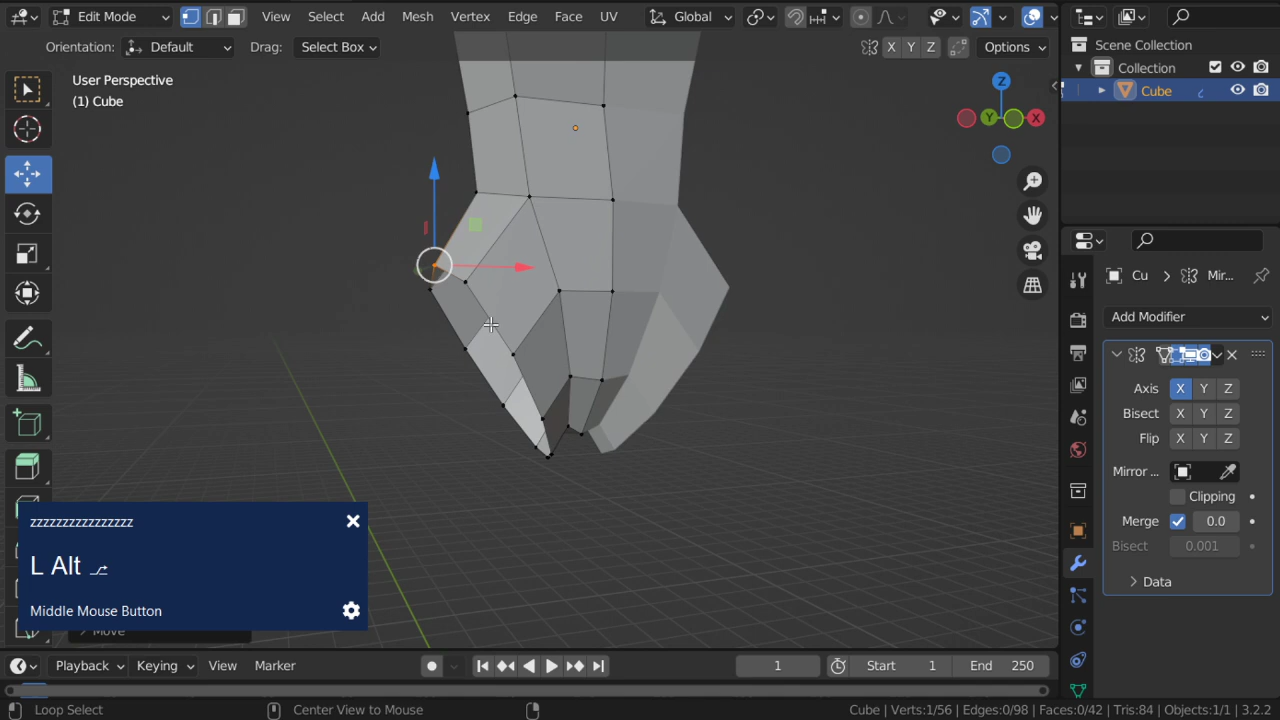 Edit Mode View Select Add Mesh Vertex Edge Face UV Global
Orientation: Default Drag: Select Box X Y Z Options
User Perspective
(1) Cube
Z
Y X
Scene Collection
Collection
Cube
Cu Mir...
Add Modifier
Axis X Y Z
Bisect X Y Z
Flip X Y Z
Mirror ...
Clipping
Merge 0.0
Bisect 0.001
Data
zzzzzzzzzzzzzzzz
L Alt
Middle Mouse Button
Move
Playback Keying View Marker 1 Start 1 End 250
Loop Select Center View to Mouse Cube | Verts:1/56 | Edges:0/98 | Faces:0/42 | Tris:84 | Objects:1/1 | 3.2.2